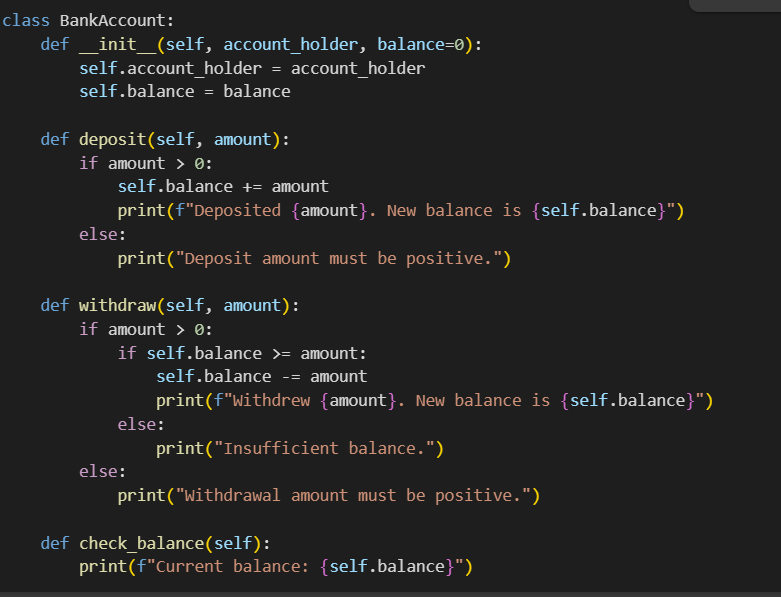 class BankAccount:
    def __init__(self, account_holder, balance=0):
        self.account_holder = account_holder
        self.balance = balance

    def deposit(self, amount):
        if amount > 0:
            self.balance += amount
            print(f"Deposited {amount}. New balance is {self.balance}")
        else:
            print("Deposit amount must be positive.")

    def withdraw(self, amount):
        if amount > 0:
            if self.balance >= amount:
                self.balance -= amount
                print(f"Withdrew {amount}. New balance is {self.balance}")
            else:
                print("Insufficient balance.")
        else:
            print("Withdrawal amount must be positive.")

    def check_balance(self):
        print(f"Current balance: {self.balance}")